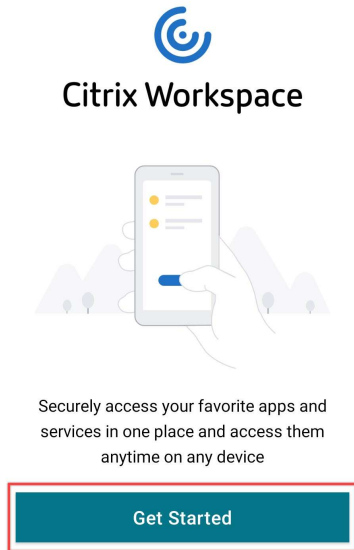 Citrix Workspace
Securely access your favorite apps and
services in one place and access them
anytime on any device
Get Started